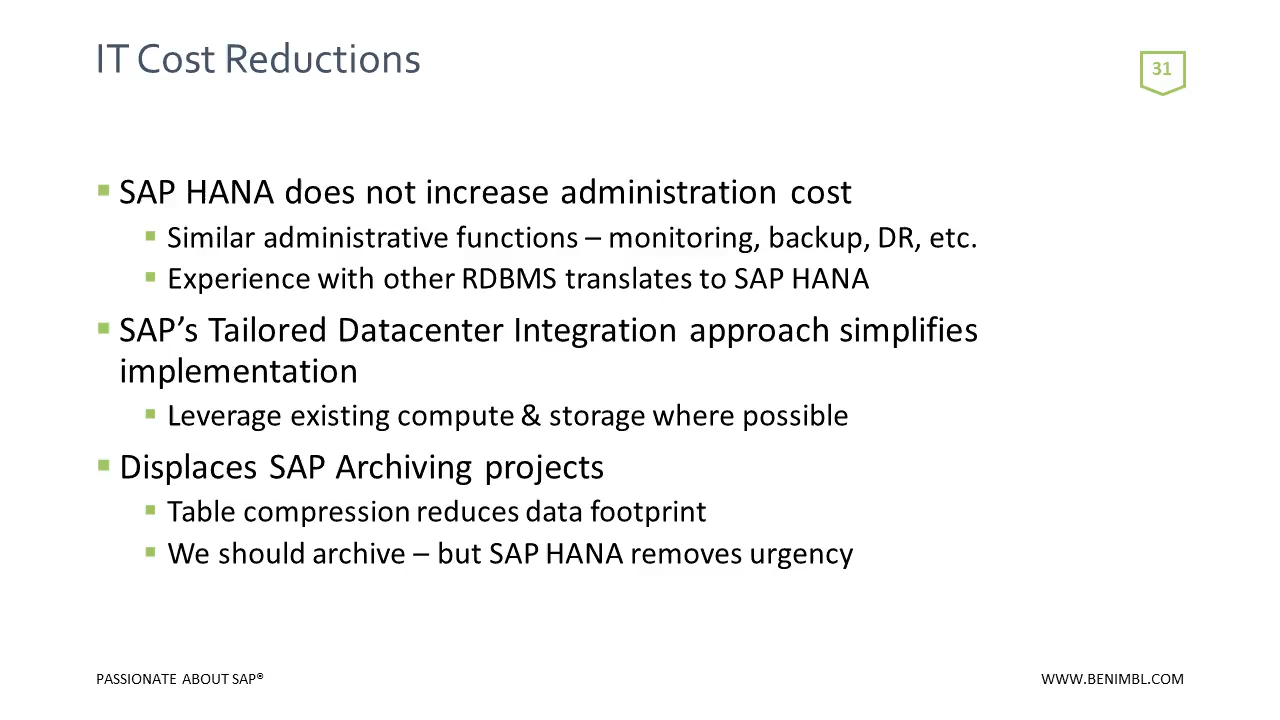 IT Cost Reductions
31
SAP HANA does not increase administration cost
Similar administrative functions – monitoring, backup, DR, etc.
Experience with other RDBMS translates to SAP HANA
SAP’s Tailored Datacenter Integration approach simplifies
implementation
Leverage existing compute & storage where possible
Displaces SAP Archiving projects
Table compression reduces data footprint
We should archive – but SAP HANA removes urgency
PASSIONATE ABOUT SAP®
WWW.BENIMBL.COM